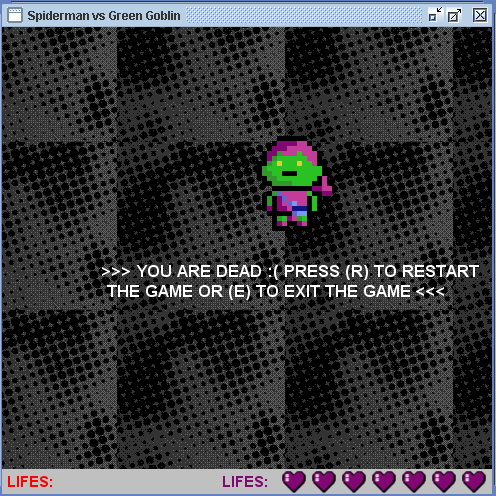 Spiderman vs Green Goblin
>>> YOU ARE DEAD :( PRESS (R) TO RESTART
THE GAME OR (E) TO EXIT THE GAME <<<
LIFES: LIFES: